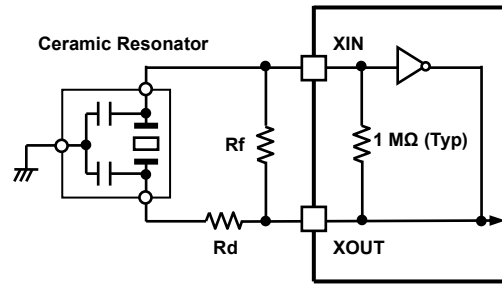 Ceramic Resonator
XIN
Rf
1 MΩ (Typ)
Rd
XOUT